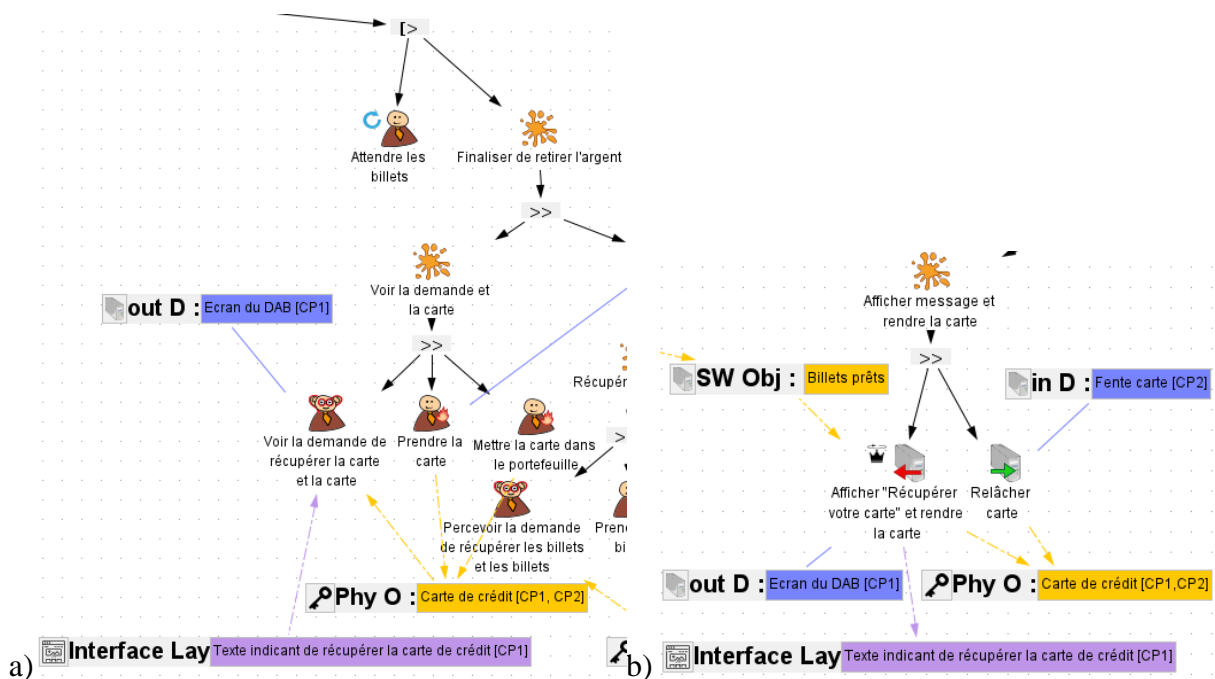 [>
Attendre les
billets
Finaliser de retirer l'argent
>>
Voir la demande et
la carte
out D : Ecran du DAB [CP1]
>>
Récupér
Voir la demande de
récupérer la carte
et la carte
Prendre la
carte
Mettre la carte dans
le portefeuille
>
Percevoir la demande
de récupérer les billets
et les billets
Pren
bi
Phy O : Carte de crédit [CP1, CP2]
Interface Lay Texte indicant de récupérer la carte de crédit [CP1]
a)
Afficher message et
rendre la carte
>>
SW Obj : Billets prêts
in D : Fente carte [CP2]
Afficher "Récupérer
votre carte" et rendre
la carte
Relâcher
carte
out D : Ecran du DAB [CP1]
Phy O : Carte de crédit [CP1,CP2]
b)
Interface Lay Texte indicant de récupérer la carte de crédit [CP1]